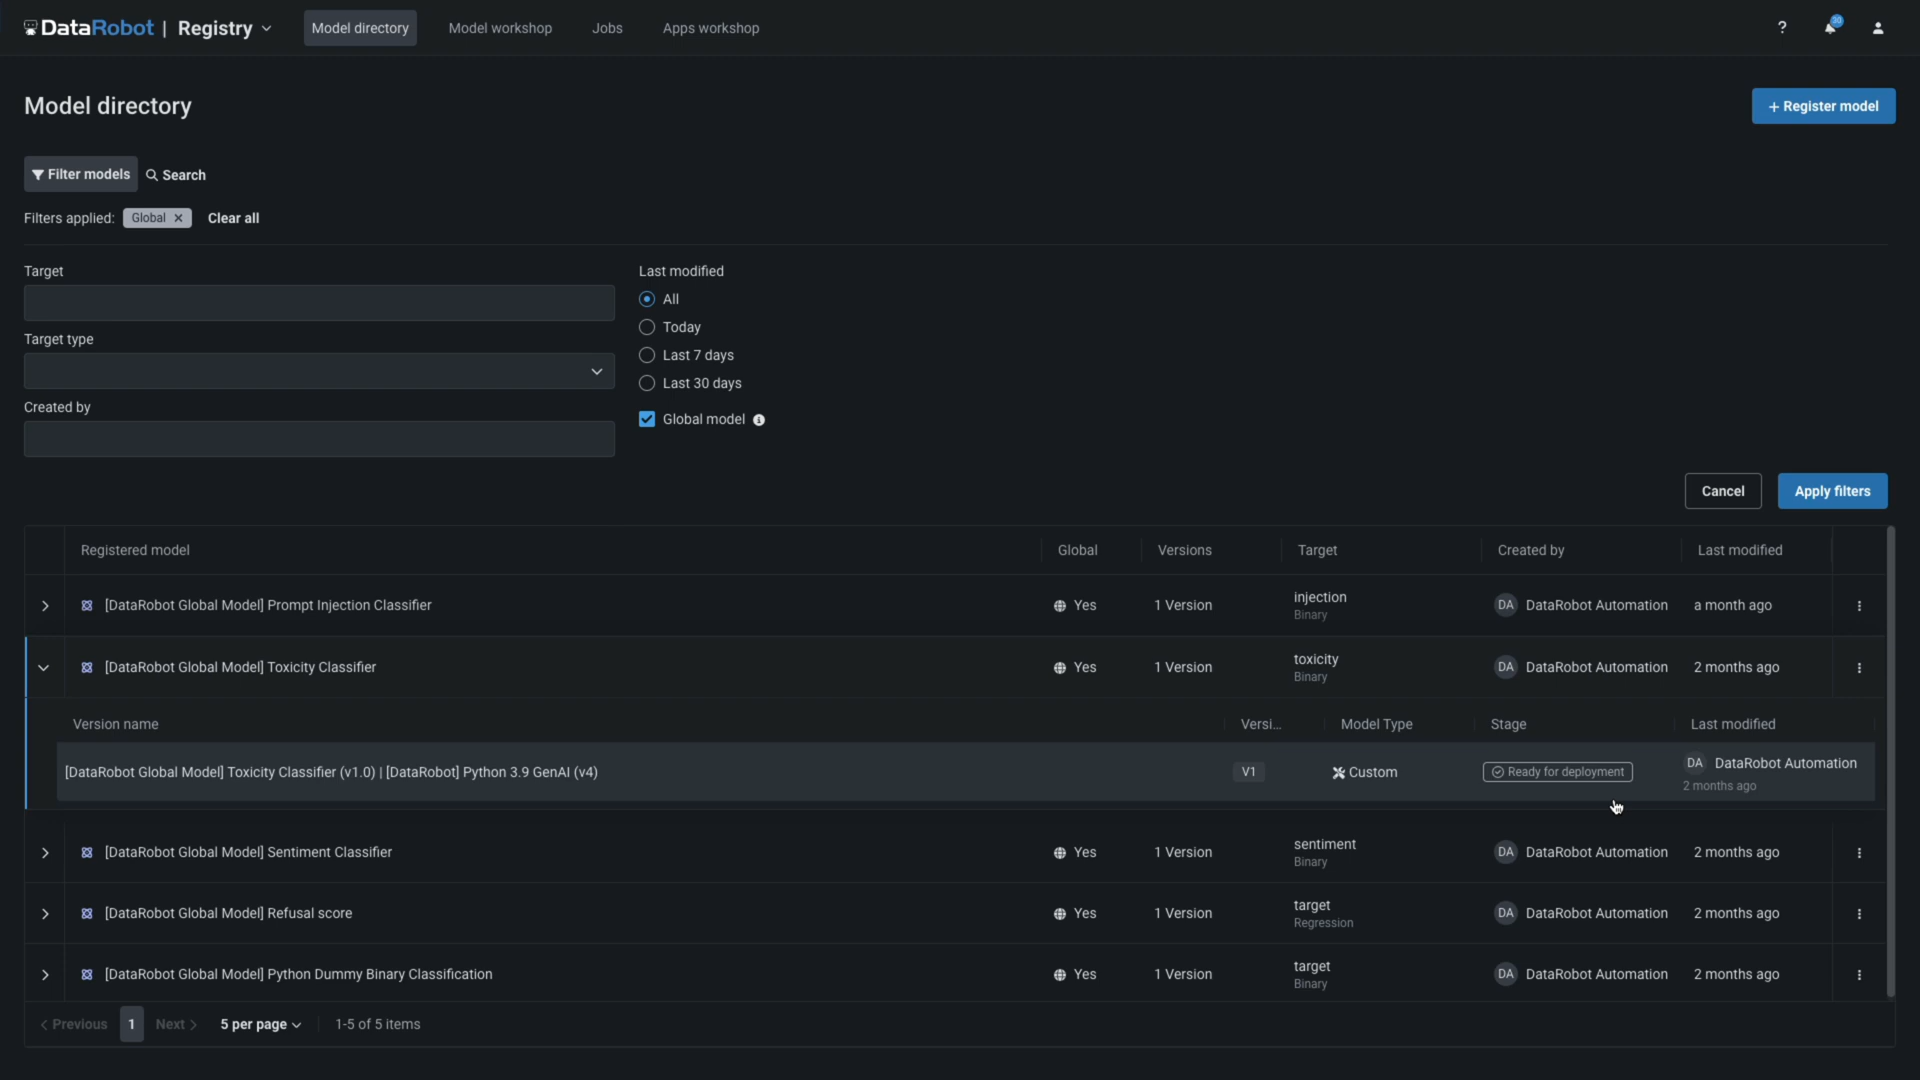 DataRobot | Registry Model directory Model workshop Jobs Apps workshop ? 30
Model directory + Register model
Filter models Search
Filters applied: Global × Clear all
Target
Target type
Created by
Last modified
All
Today
Last 7 days
Last 30 days
Global model
Cancel Apply filters
Registered model Global Versions Target Created by Last modified
[DataRobot Global Model] Prompt Injection Classifier Yes 1 Version injection DA DataRobot Automation a month ago
Binary
[DataRobot Global Model] Toxicity Classifier Yes 1 Version toxicity DA DataRobot Automation 2 months ago
Binary
Version name Versi... Model Type Stage Last modified
[DataRobot Global Model] Toxicity Classifier (v1.0) | [DataRobot] Python 3.9 GenAI (v4) V1 Custom Ready for deployment DA DataRobot Automation
2 months ago
[DataRobot Global Model] Sentiment Classifier Yes 1 Version sentiment DA DataRobot Automation 2 months ago
Binary
[DataRobot Global Model] Refusal score Yes 1 Version target DA DataRobot Automation 2 months ago
Regression
[DataRobot Global Model] Python Dummy Binary Classification Yes 1 Version target DA DataRobot Automation 2 months ago
Binary
< Previous 1 Next > 5 per page 1-5 of 5 items